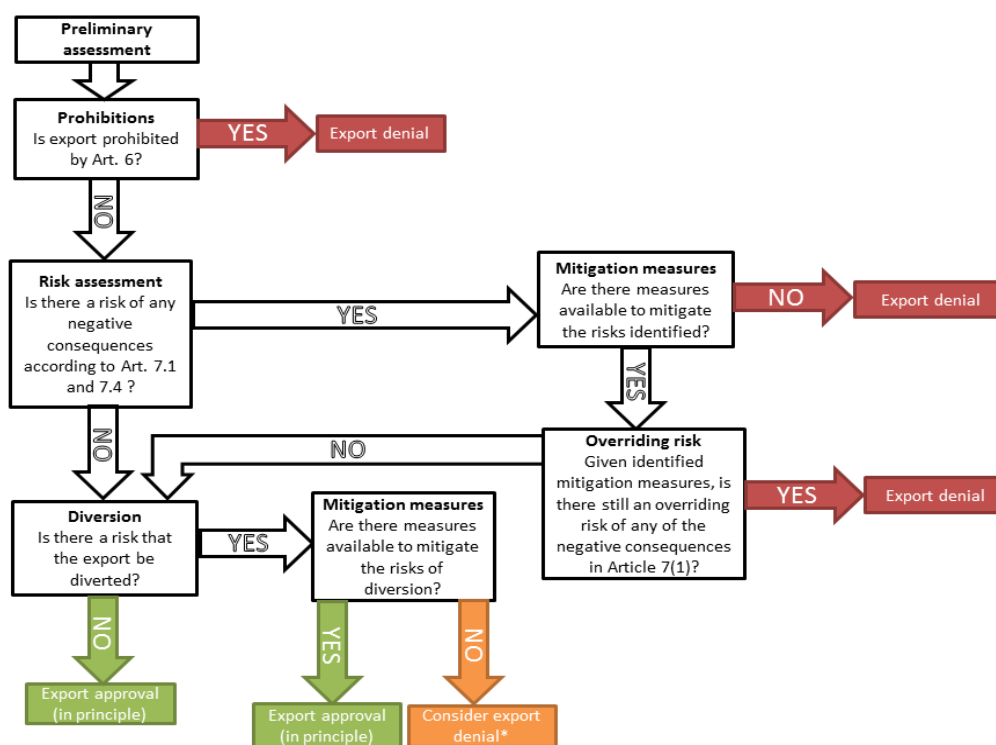 Preliminary
assessment
Prohibitions
Is export prohibited
by Art. 6?
YES
Export denial
NO
Risk assessment
Is there a risk of any
negative
consequences
according to Art. 7.1
and 7.4 ?
YES
Mitigation measures
Are there measures
available to mitigate
the risks identified?
NO
Export denial
YES
Overriding risk
Given identified
mitigation measures, is
there still an overriding
risk of any of the
negative consequences
in Article 7(1)?
YES
Export denial
NO
NO
Diversion
Is there a risk that
the export be
diverted?
YES
Mitigation measures
Are there measures
available to mitigate
the risks of
diversion?
NO
Export approval
(in principle)
YES
Export approval
(in principle)
NO
Consider export
denial*